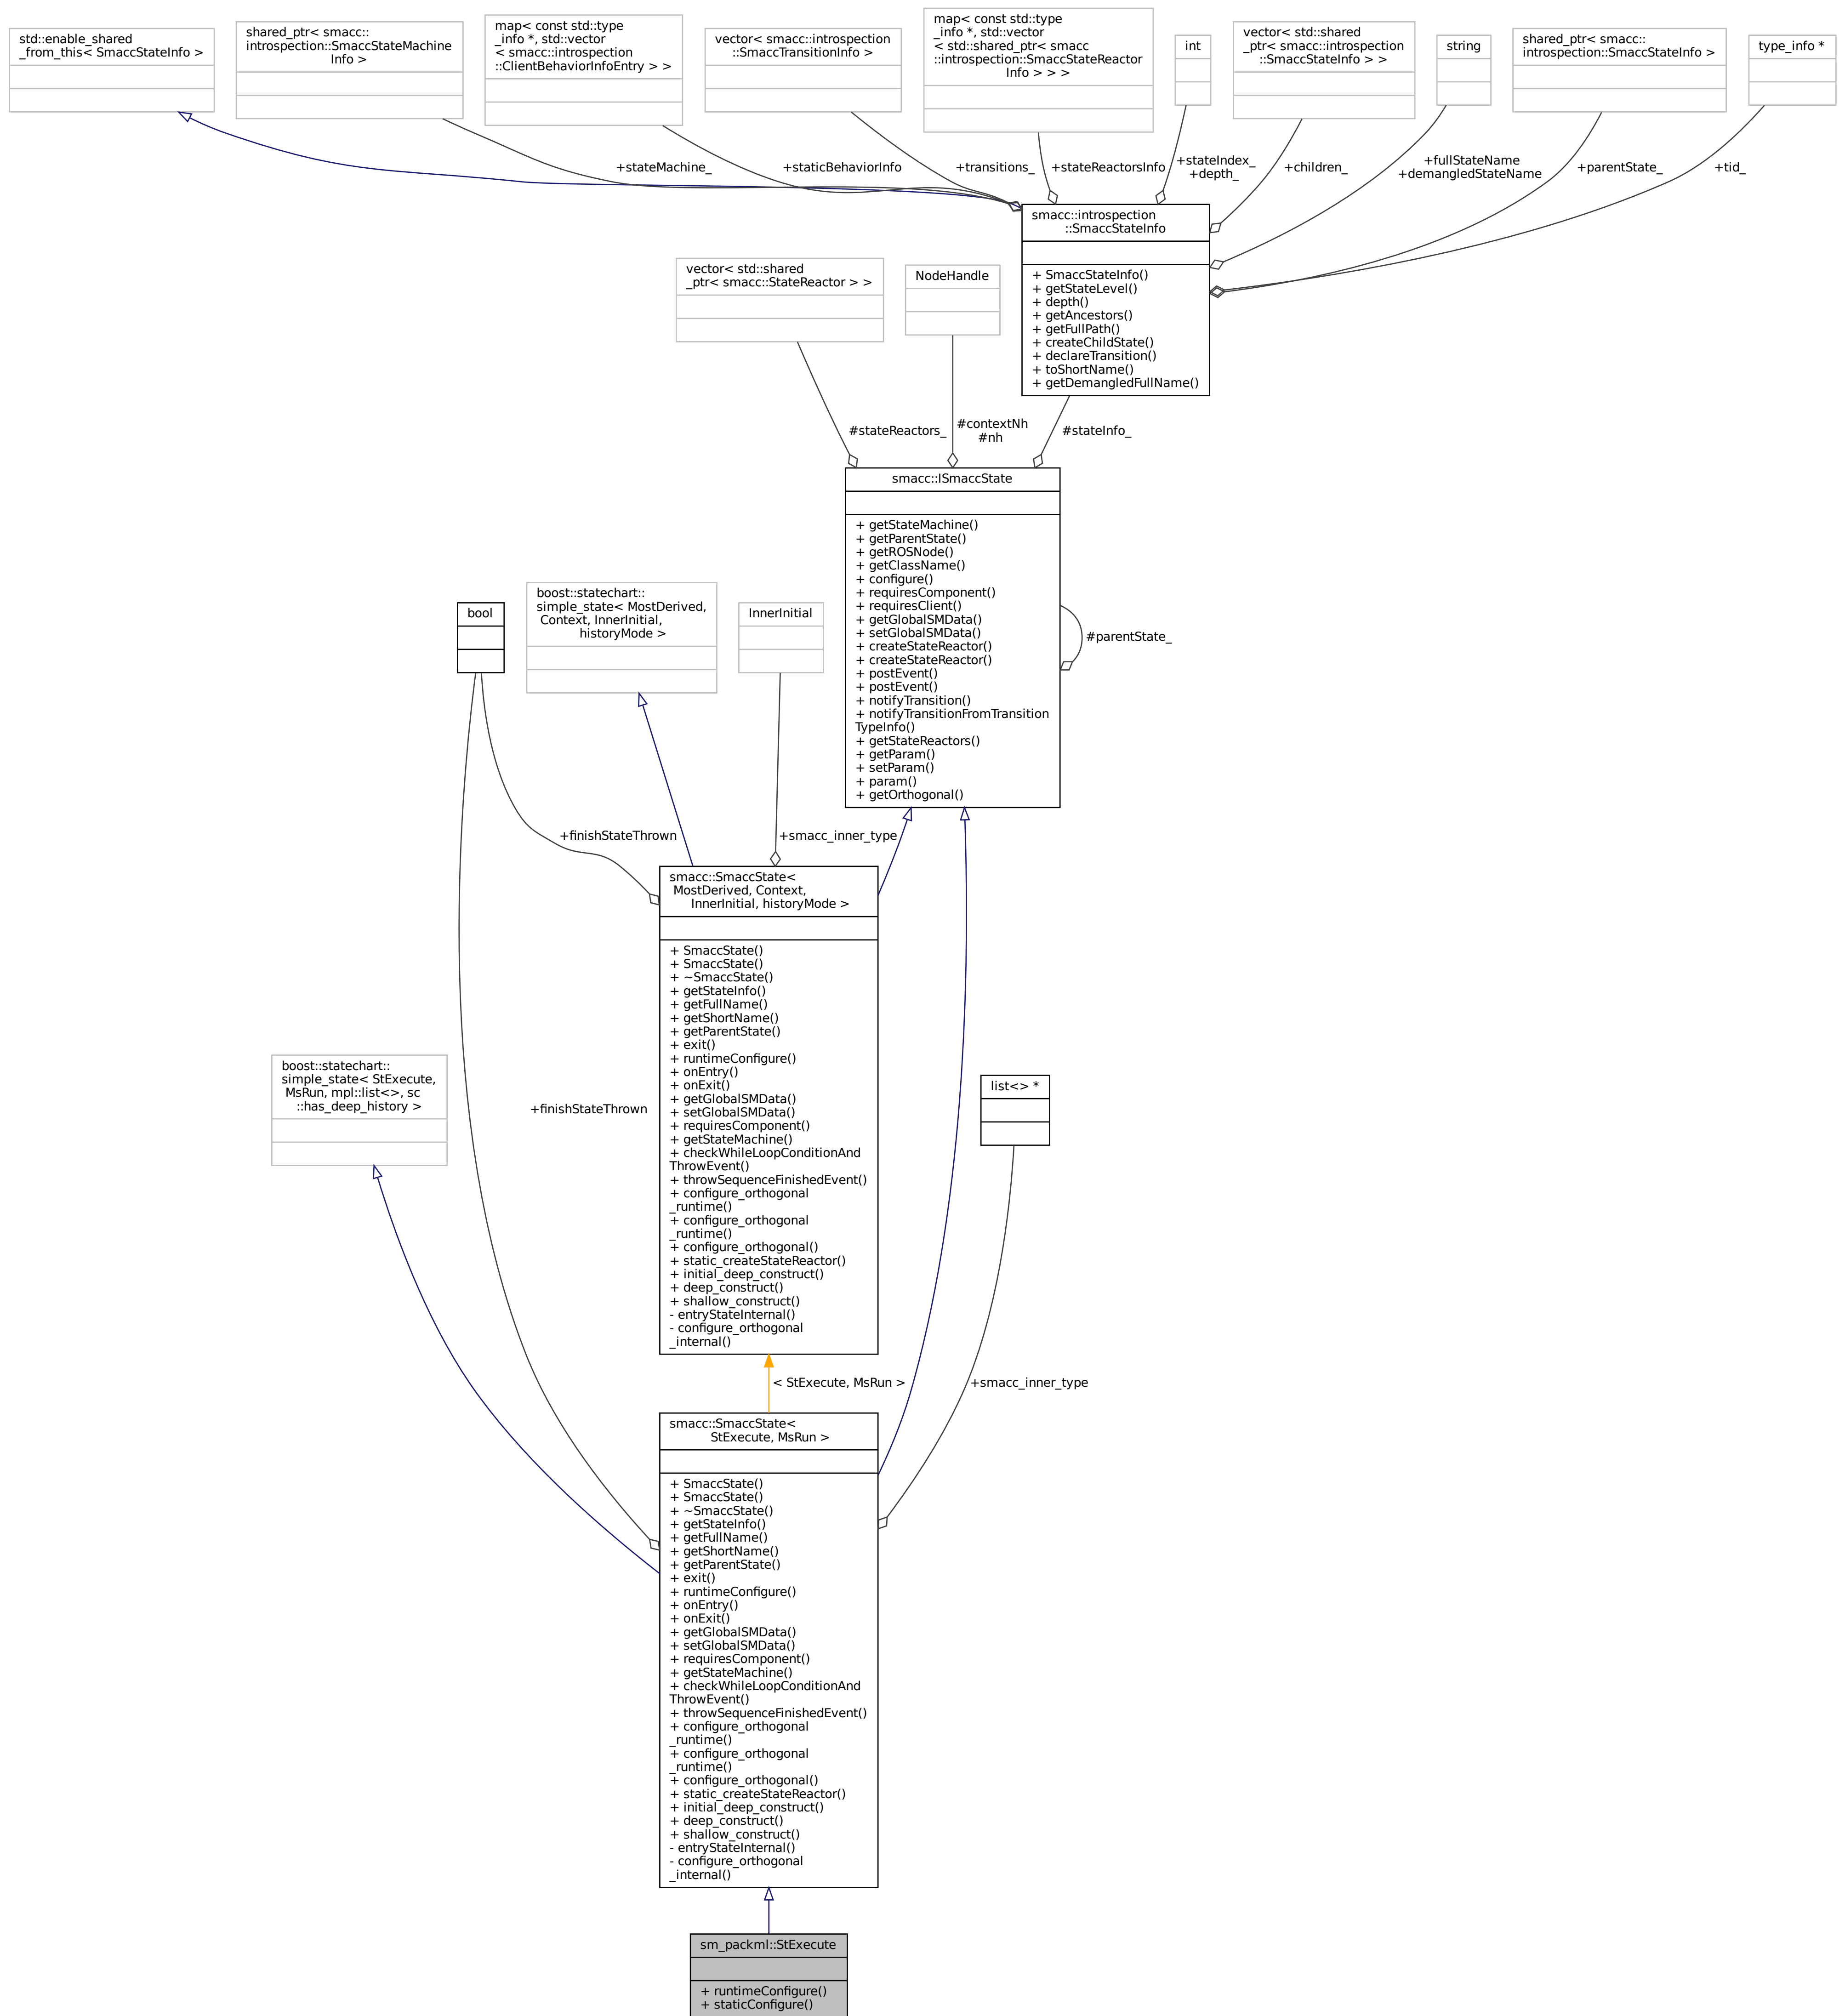 std::enable_shared
_from_this< SmaccStateInfo >
shared_ptr< smacc::
introspection::SmaccStateMachine
Info >
map< const std::type
_info *, std::vector
< smacc::introspection
::ClientBehaviorInfoEntry > >
vector< smacc::introspection
::SmaccTransitionInfo >
map< const std::type
_info *, std::vector
< std::shared_ptr< smacc
::introspection::SmaccStateReactor
Info > > >
int
vector< std::shared
_ptr< smacc::introspection
::SmaccStateInfo > >
string
shared_ptr< smacc::
introspection::SmaccStateInfo >
type_info *
+stateMachine_
+staticBehaviorInfo
+transitions_
+stateReactorsInfo
+stateIndex_
+depth_
+children_
+fullStateName
+demangledStateName
+parentState_
+tid_
smacc::introspection
::SmaccStateInfo
+ SmaccStateInfo()
+ getStateLevel()
+ depth()
+ getAncestors()
+ getFullPath()
+ createChildState()
+ declareTransition()
+ toShortName()
+ getDemangledFullName()
vector< std::shared
_ptr< smacc::StateReactor > >
NodeHandle
#stateReactors_
#contextNh
#nh
#stateInfo_
smacc::ISmaccState
+ getStateMachine()
+ getParentState()
+ getROSNode()
+ getClassName()
+ configure()
+ requiresComponent()
+ requiresClient()
+ getGlobalSMData()
+ setGlobalSMData()
+ createStateReactor()
+ createStateReactor()
+ postEvent()
+ postEvent()
+ notifyTransition()
+ notifyTransitionFromTransition
TypeInfo()
+ getStateReactors()
+ getParam()
+ setParam()
+ param()
+ getOrthogonal()
#parentState_
bool
boost::statechart::
simple_state< MostDerived,
Context, InnerInitial,
historyMode >
InnerInitial
+finishStateThrown
+smacc_inner_type
smacc::SmaccState<
MostDerived, Context,
InnerInitial, historyMode >
+ SmaccState()
+ SmaccState()
+ ~SmaccState()
+ getStateInfo()
+ getFullName()
+ getShortName()
+ getParentState()
+ exit()
+ runtimeConfigure()
+ onEntry()
+ onExit()
+ getGlobalSMData()
+ setGlobalSMData()
+ requiresComponent()
+ getStateMachine()
+ checkWhileLoopConditionAnd
ThrowEvent()
+ throwSequenceFinishedEvent()
+ configure_orthogonal
_runtime()
+ configure_orthogonal
_runtime()
+ configure_orthogonal()
+ static_createStateReactor()
+ initial_deep_construct()
+ deep_construct()
+ shallow_construct()
- entryStateInternal()
- configure_orthogonal
_internal()
boost::statechart::
simple_state< StExecute,
MsRun, mpl::list<>, sc
::has_deep_history >
+finishStateThrown
list<> *
< StExecute, MsRun >
+smacc_inner_type
smacc::SmaccState<
StExecute, MsRun >
+ SmaccState()
+ SmaccState()
+ ~SmaccState()
+ getStateInfo()
+ getFullName()
+ getShortName()
+ getParentState()
+ exit()
+ runtimeConfigure()
+ onEntry()
+ onExit()
+ getGlobalSMData()
+ setGlobalSMData()
+ requiresComponent()
+ getStateMachine()
+ checkWhileLoopConditionAnd
ThrowEvent()
+ throwSequenceFinishedEvent()
+ configure_orthogonal
_runtime()
+ configure_orthogonal
_runtime()
+ configure_orthogonal()
+ static_createStateReactor()
+ initial_deep_construct()
+ deep_construct()
+ shallow_construct()
- entryStateInternal()
- configure_orthogonal
_internal()
sm_packml::StExecute
+ runtimeConfigure()
+ staticConfigure()